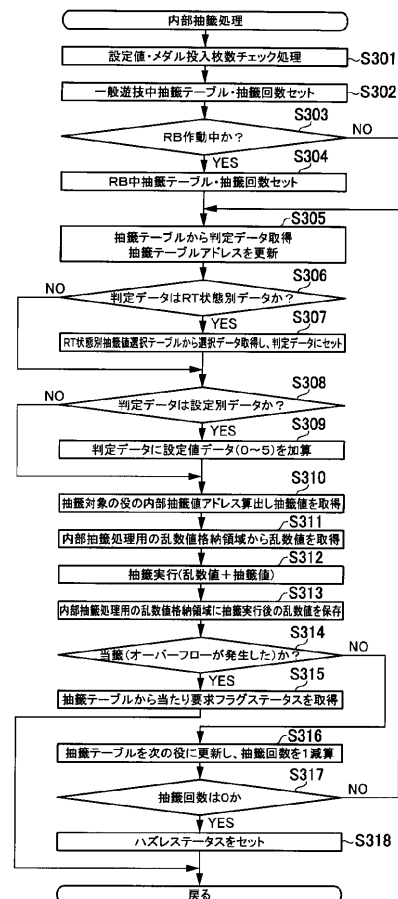 内部抽籤処理
設定値・メダル投入枚数チェック処理
S301
一般遊技中抽籤テーブル・抽籤回数セット
S302
S303
RB作動中か？
NO
YES
S304
RB中抽籤テーブル・抽籤回数セット
S305
抽籤テーブルから判定データ取得
抽籤テーブルアドレスを更新
S306
NO
判定データはRT状態別データか？
YES
S307
RT状態別抽籤値選択テーブルから選択データ取得し、判定データにセット
S308
NO
判定データは設定別データか？
YES
S309
判定データに設定値データ(0～5)を加算
S310
抽籤対象の役の内部抽籤値アドレス算出し抽籤値を取得
S311
内部抽籤処理用の乱数値格納領域から乱数値を取得
S312
抽籤実行(乱数値＋抽籤値)
S313
内部抽籤処理用の乱数値格納領域に抽籤実行後の乱数値を保存
S314
当籤(オーバーフローが発生した)か？
NO
YES
S315
抽籤テーブルから当たり要求フラグステータスを取得
S316
抽籤テーブルを次の役に更新し、抽籤回数を1減算
S317
抽籤回数は0か
NO
YES
ハズレステータスをセット
S318
戻る